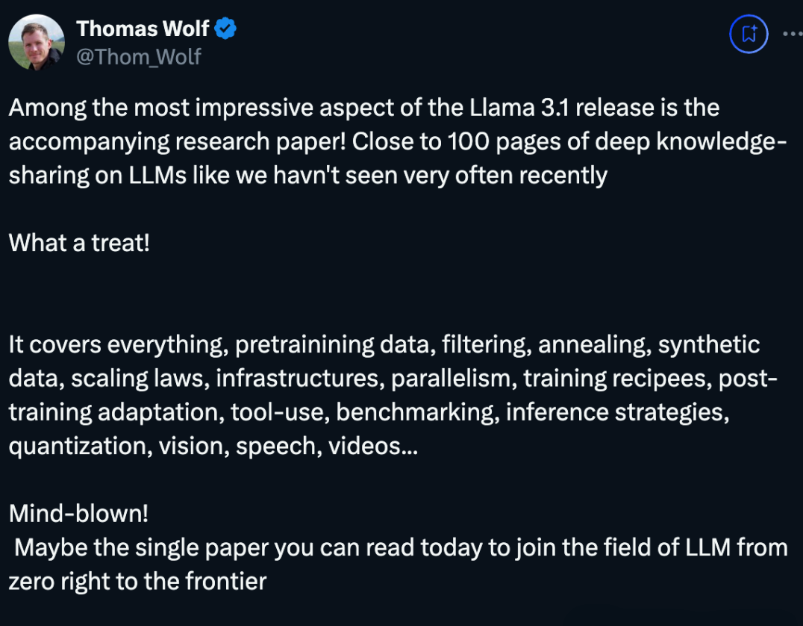 Thomas Wolf
@Thom_Wolf
Among the most impressive aspect of the Llama 3.1 release is the
accompanying research paper! Close to 100 pages of deep knowledge-
sharing on LLMs like we havn't seen very often recently
What a treat!
It covers everything, pretrainining data, filtering, annealing, synthetic
data, scaling laws, infrastructures, parallelism, training recipees, post-
training adaptation, tool-use, benchmarking, inference strategies,
quantization, vision, speech, videos...
Mind-blown!
Maybe the single paper you can read today to join the field of LLM from
zero right to the frontier